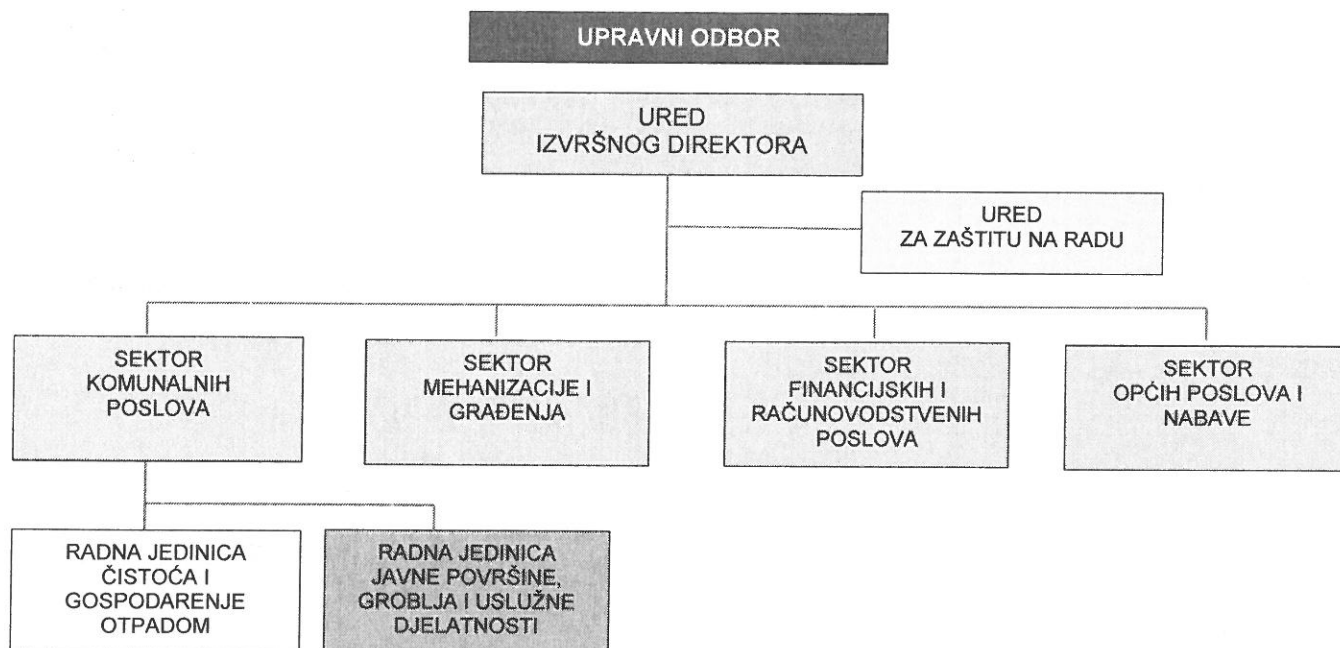 UPRAVNI ODBOR
URED
IZVRŠNOG DIREKTORA
URED
ZA ZAŠTITU NA RADU
SEKTOR
KOMUNALNIH
POSLOVA
SEKTOR
MEHANIZACIJE I
GRAĐENJA
SEKTOR
FINANCIJSKIH I
RAČUNOVODSTVENIH
POSLOVA
SEKTOR
OPĆIH POSLOVA I
NABAVE
RADNA JEDINICA
ČISTOĆA I
GOSPODARENJE
OTPADOM
RADNA JEDINICA
JAVNE POVRŠINE,
GROBLJA I USLUŽNE
DJELATNOSTI